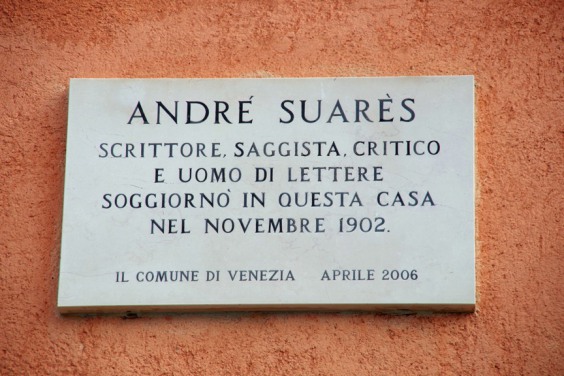 ANDRÉ SUARÈS
SCRITTORE, SAGGISTA, CRITICO
E UOMO DI LETTERE
SOGGIORNÒ IN QUESTA CASA
NEL NOVEMBRE 1902.
IL COMUNE DI VENEZIA APRILE 2006